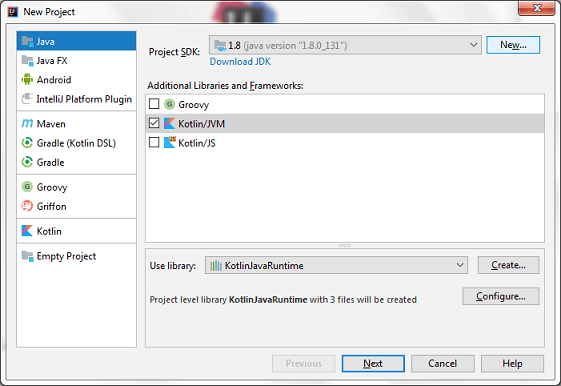 New Project
Java
Java FX
Android
IntelliJ Platform Plugin
Maven
Gradle (Kotlin DSL)
Gradle
Groovy
Griffon
Kotlin
Empty Project
Project SDK: 1.8 (java version "1.8.0_131") New...
Download JDK
Additional Libraries and Frameworks:
Groovy
Kotlin/JVM
Kotlin/JS
Use library: KotlinJavaRuntime Create...
Project level library KotlinJavaRuntime with 3 files will be created Configure...
Previous Next Cancel Help